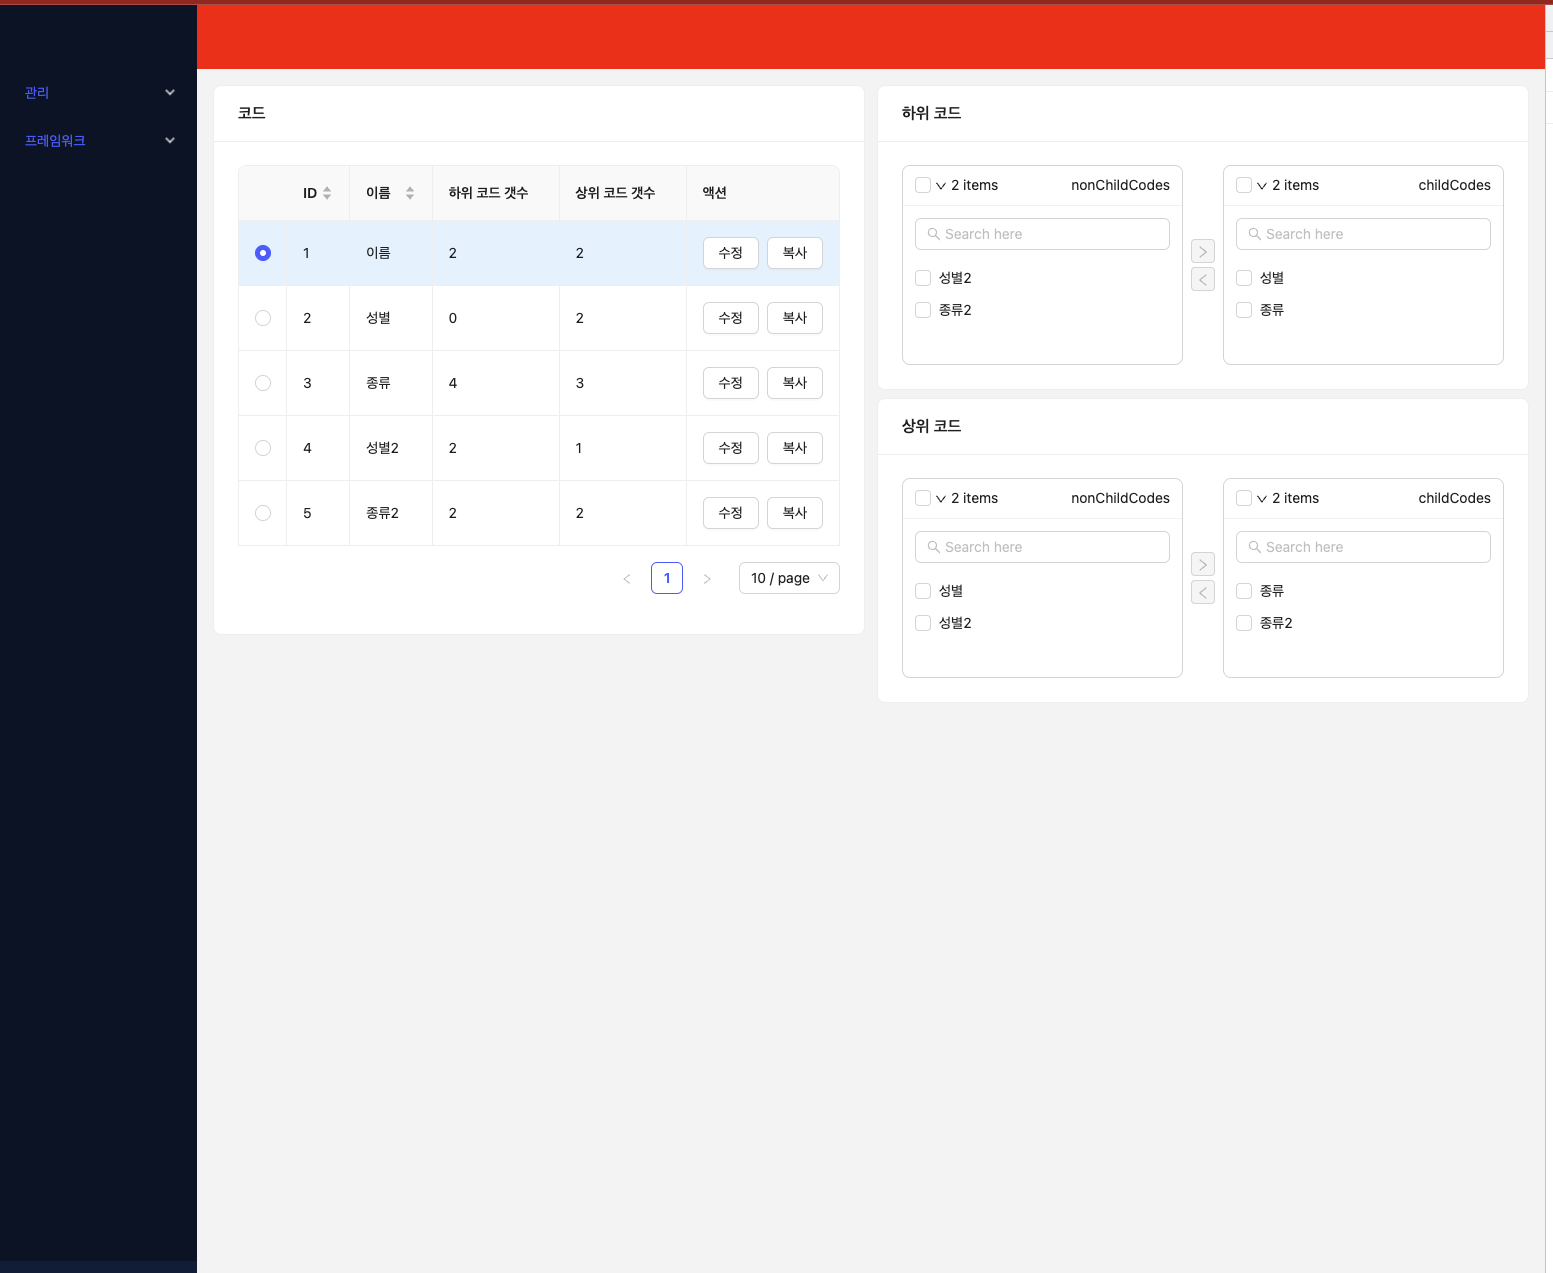 관리
프레임워크
코드
ID 이름 하위 코드 갯수 상위 코드 갯수 액션
1 이름 2 2 수정 복사
2 성별 0 2 수정 복사
3 종류 4 3 수정 복사
4 성별2 2 1 수정 복사
5 종류2 2 2 수정 복사
< 1 > 10 / page
하위 코드
2 items nonChildCodes
Search here
성별2
종류2
2 items childCodes
Search here
성별
종류
상위 코드
2 items nonChildCodes
Search here
성별
성별2
2 items childCodes
Search here
종류
종류2